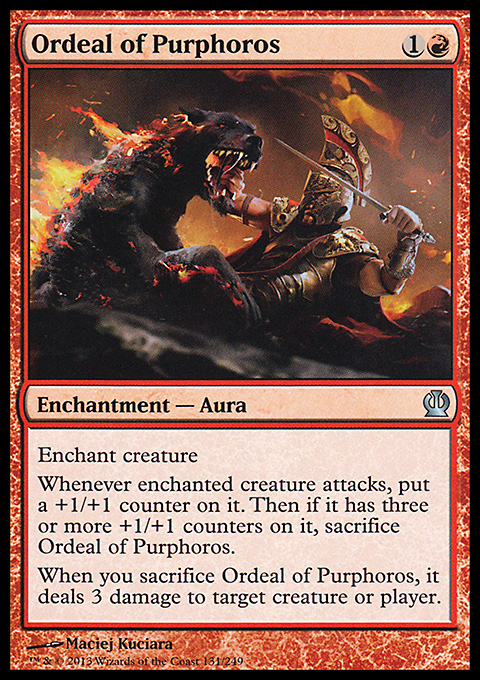 Ordeal of Purphoros 1
Enchantment — Aura
Enchant creature
Whenever enchanted creature attacks, put
a +1/+1 counter on it. Then if it has three
or more +1/+1 counters on it, sacrifice
Ordeal of Purphoros.
When you sacrifice Ordeal of Purphoros, it
deals 3 damage to target creature or player.
Maciej Kuciara
™ & © 2013 Wizards of the Coast 131/249